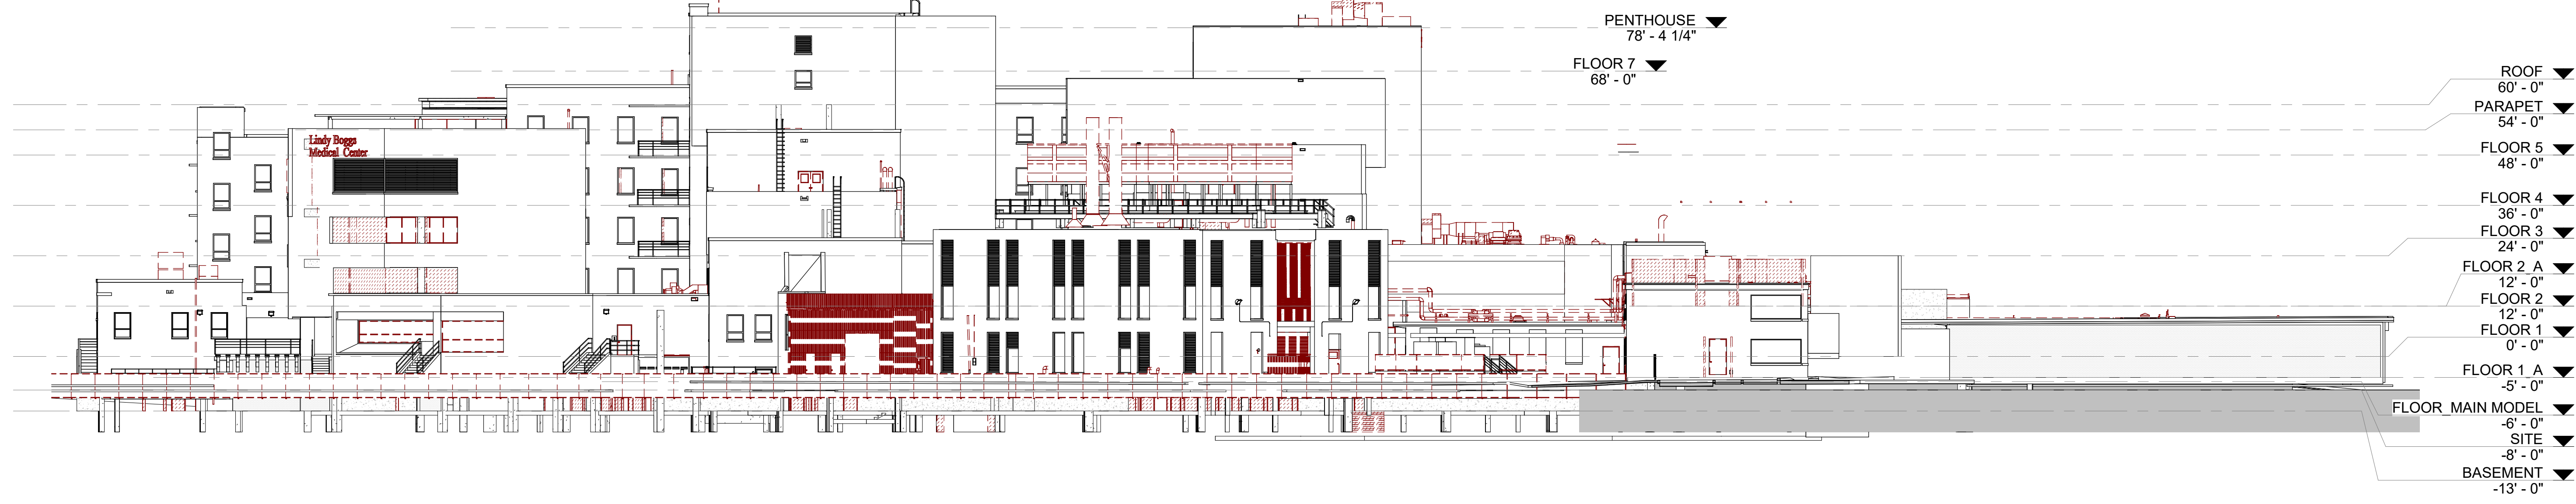 PENTHOUSE
78' - 4 1/4"
FLOOR 7
68' - 0"
ROOF
60' - 0"
PARAPET
54' - 0"
Lindy Boggs
Medical Center
FLOOR 5
48' - 0"
FLOOR 4
36' - 0"
FLOOR 3
24' - 0"
FLOOR 2_A
12' - 0"
FLOOR 2
12' - 0"
FLOOR 1
0' - 0"
FLOOR 1_A
-5' - 0"
FLOOR_MAIN MODEL
-6' - 0"
SITE
-8' - 0"
BASEMENT
-13' - 0"